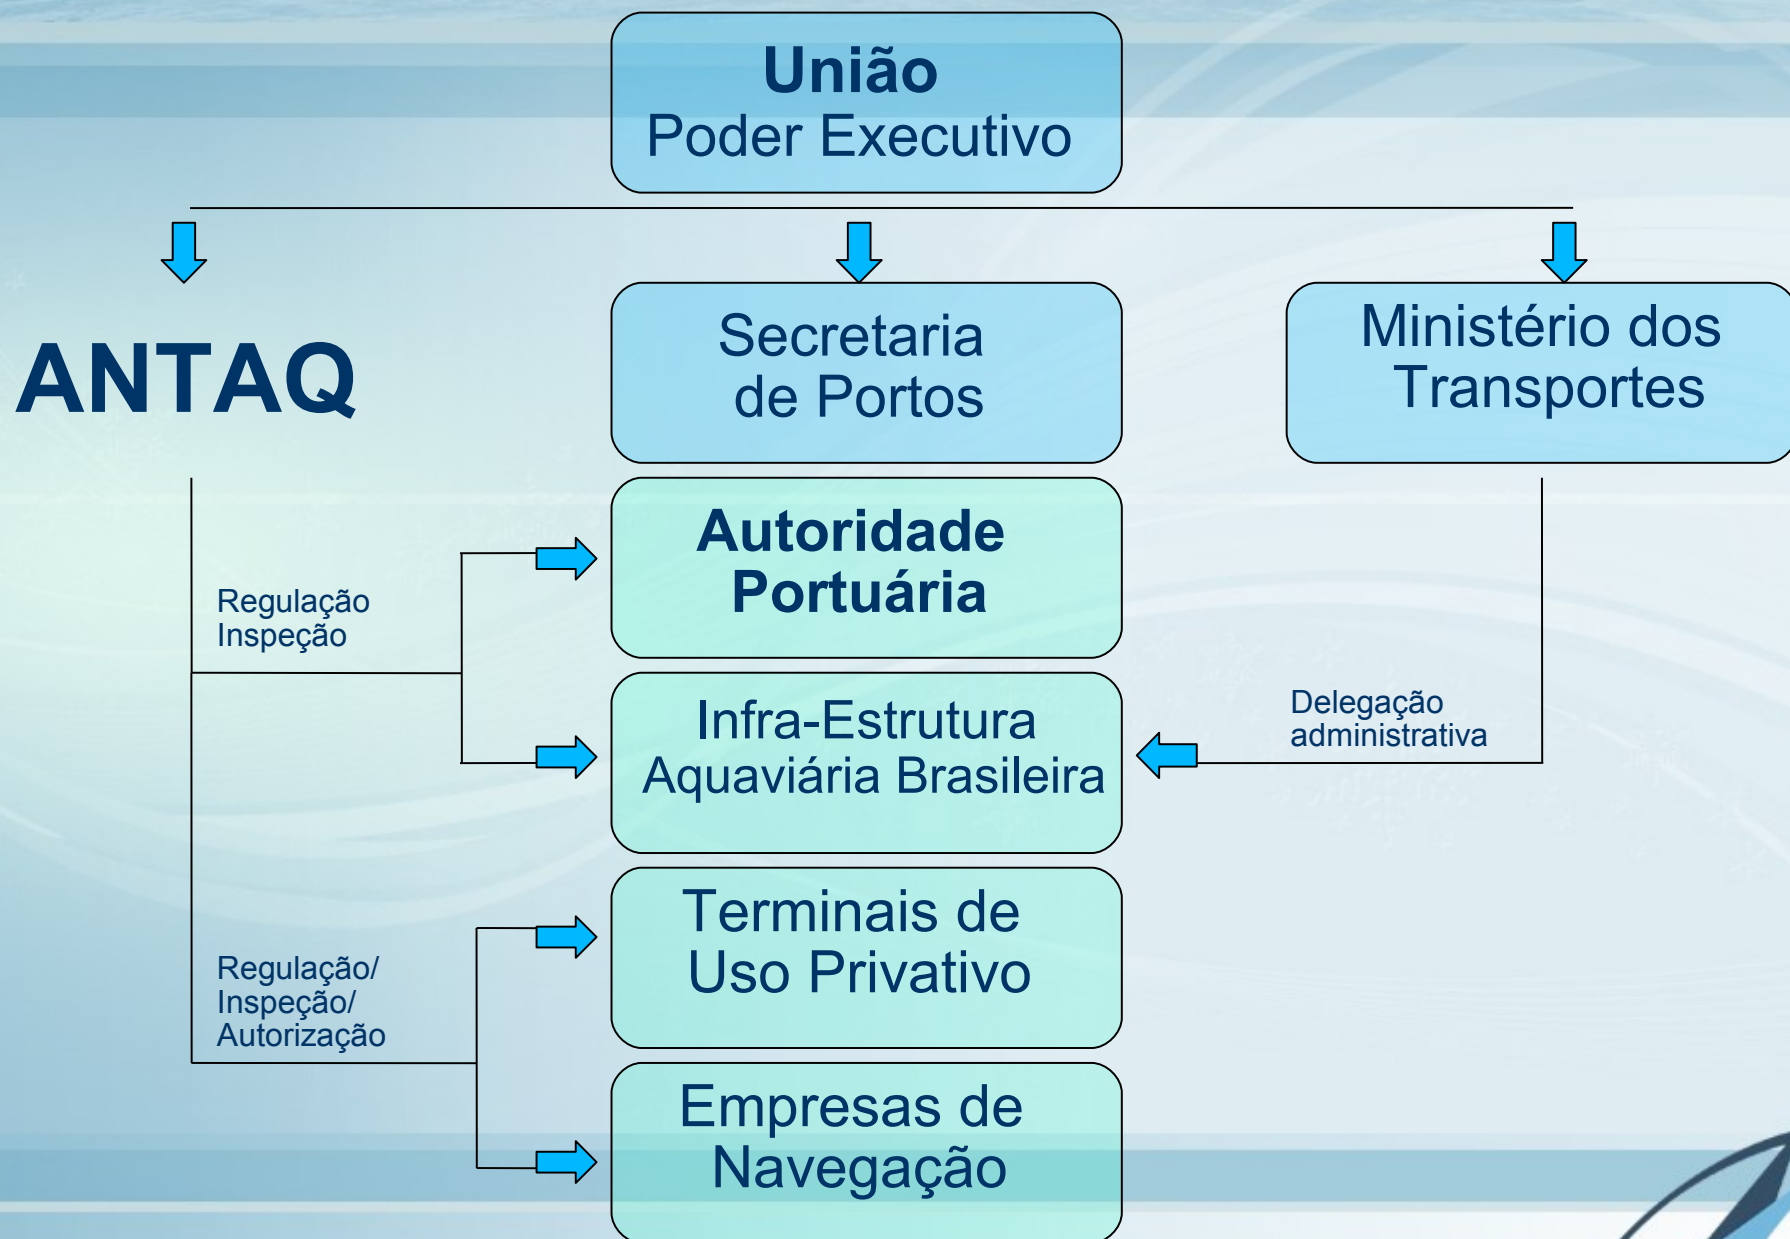 União
Poder Executivo
ANTAQ
Secretaria
de Portos
Ministério dos
Transportes
Autoridade
Portuária
Regulação
Inspeção
Infra-Estrutura
Aquaviária Brasileira
Delegação
administrativa
Terminais de
Uso Privativo
Regulação/
Inspeção/
Autorização
Empresas de
Navegação